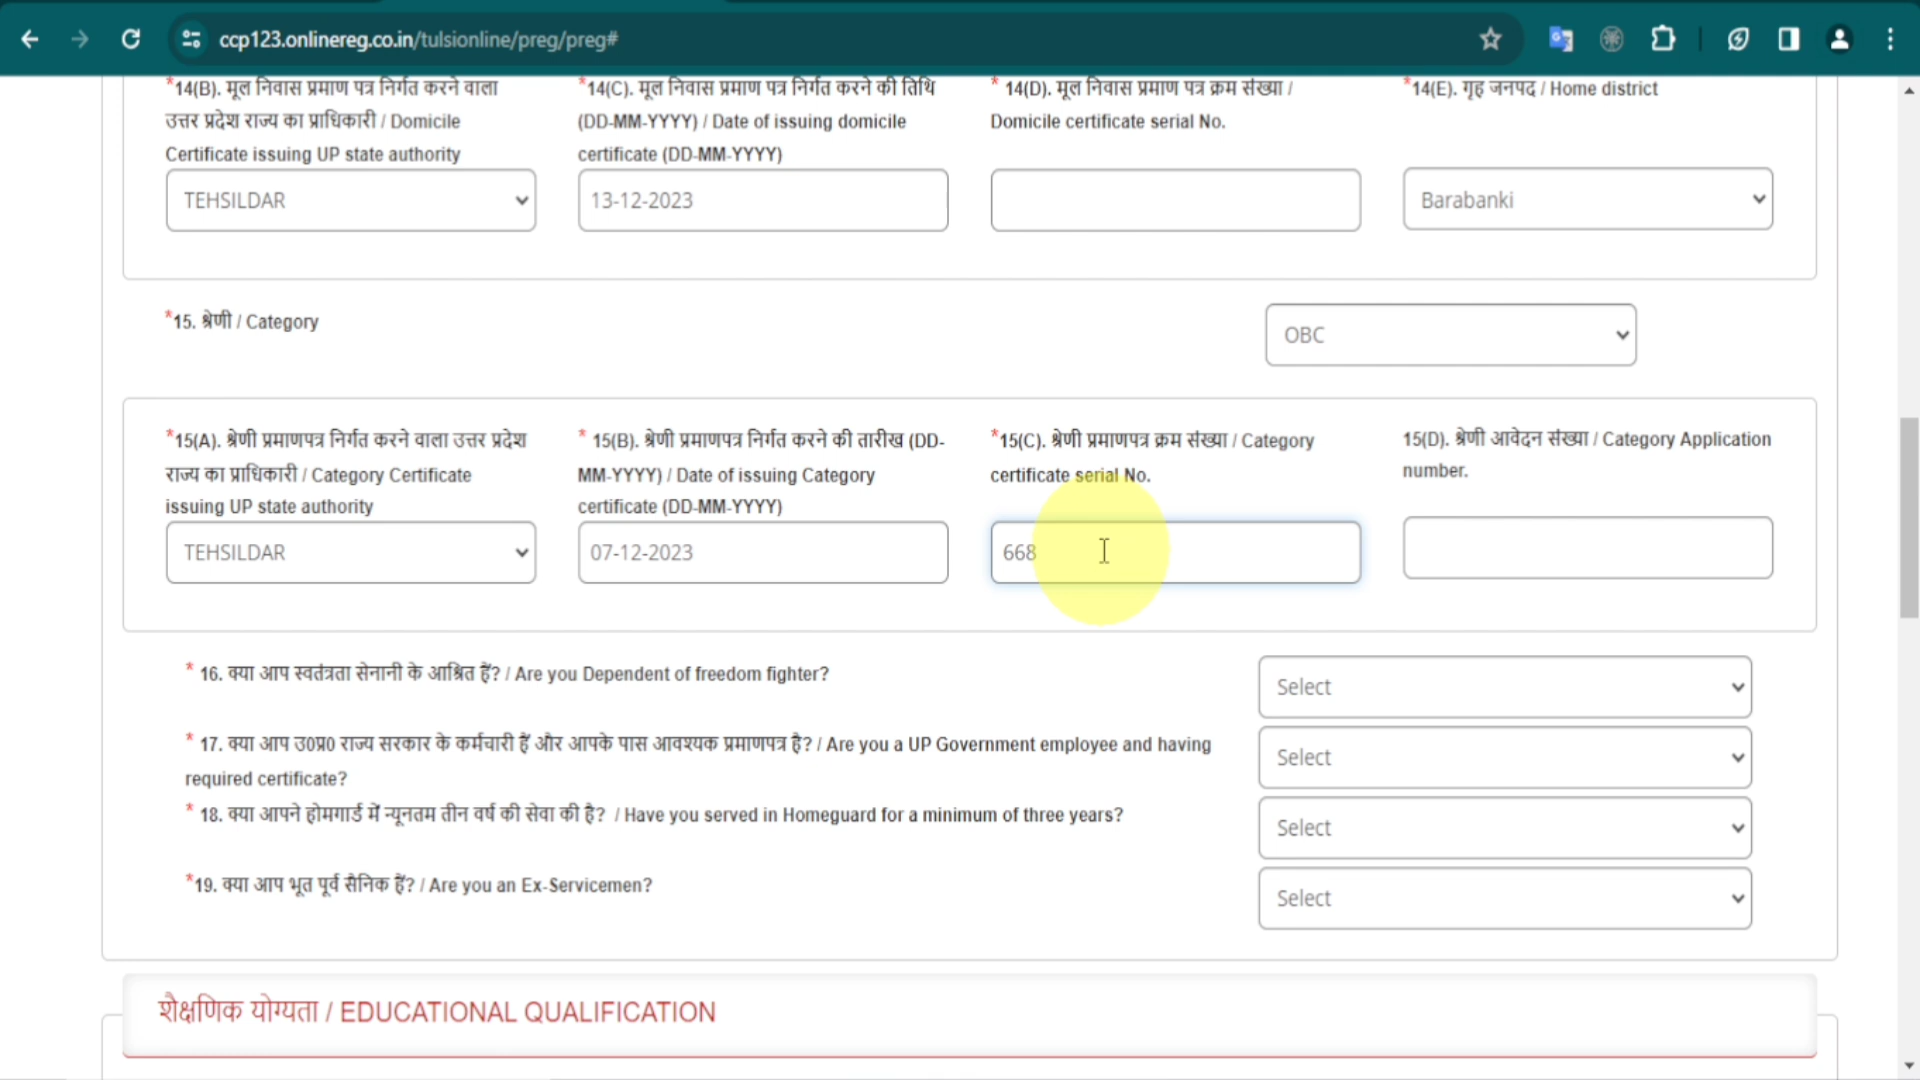 ccp123.onlinereg.co.in/tulsionline/preg/preg#
*14(B). मूल निवास प्रमाण पत्र निर्गत करने वाला
उत्तर प्रदेश राज्य का प्राधिकारी / Domicile
Certificate issuing UP state authority
TEHSILDAR
*14(C). मूल निवास प्रमाण पत्र निर्गत करने की तिथि
(DD-MM-YYYY) / Date of issuing domicile
certificate (DD-MM-YYYY)
13-12-2023
* 14(D). मूल निवास प्रमाण पत्र क्रम संख्या /
Domicile certificate serial No.
*14(E). गृह जनपद / Home district
Barabanki
*15. श्रेणी / Category
OBC
*15(A). श्रेणी प्रमाणपत्र निर्गत करने वाला उत्तर प्रदेश
राज्य का प्राधिकारी / Category Certificate
issuing UP state authority
TEHSILDAR
* 15(B). श्रेणी प्रमाणपत्र निर्गत करने की तारीख (DD-
MM-YYYY) / Date of issuing Category
certificate (DD-MM-YYYY)
07-12-2023
*15(C). श्रेणी प्रमाणपत्र क्रम संख्या / Category
certificate serial No.
668
15(D). श्रेणी आवेदन संख्या / Category Application
number.
* 16. क्या आप स्वतंत्रता सेनानी के आश्रित हैं? / Are you Dependent of freedom fighter?
Select
* 17. क्या आप उ0प्र0 राज्य सरकार के कर्मचारी हैं और आपके पास आवश्यक प्रमाणपत्र है? / Are you a UP Government employee and having
required certificate?
Select
* 18. क्या आपने होमगार्ड में न्यूनतम तीन वर्ष की सेवा की है? / Have you served in Homeguard for a minimum of three years?
Select
*19. क्या आप भूत पूर्व सैनिक हैं? / Are you an Ex-Servicemen?
Select
शैक्षणिक योग्यता / EDUCATIONAL QUALIFICATION